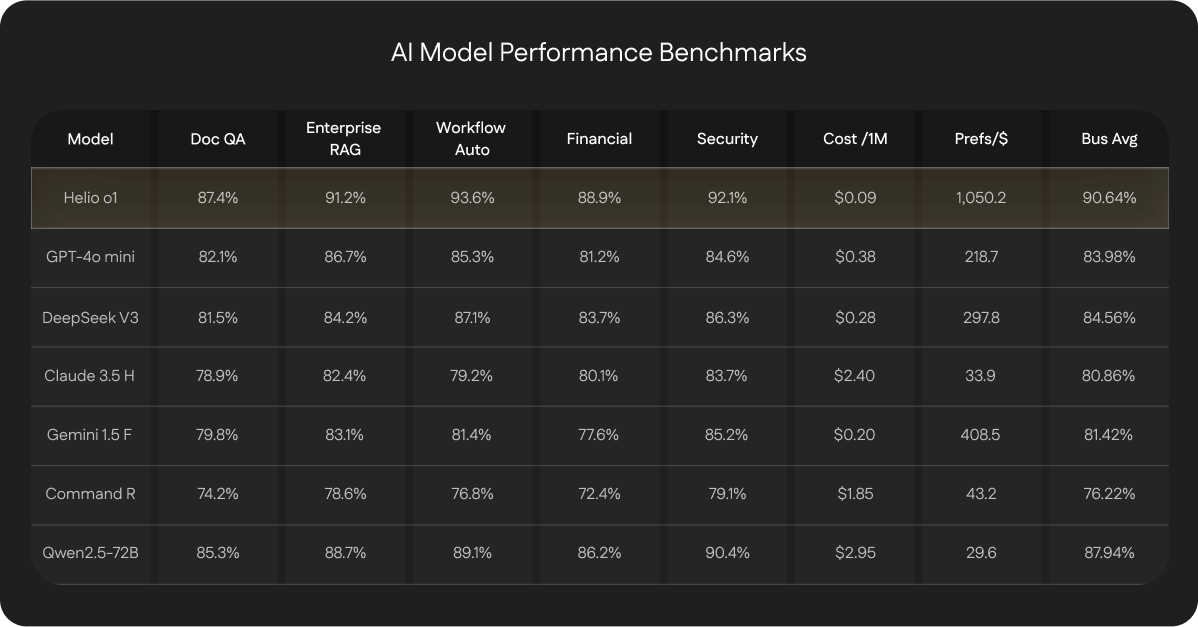 AI Model Performance Benchmarks
Model Doc QA Enterprise RAG Workflow Auto Financial Security Cost /1M Prefs/$ Bus Avg
Helio o1 87.4% 91.2% 93.6% 88.9% 92.1% $0.09 1,050.2 90.64%
GPT-4o mini 82.1% 86.7% 85.3% 81.2% 84.6% $0.38 218.7 83.98%
DeepSeek V3 81.5% 84.2% 87.1% 83.7% 86.3% $0.28 297.8 84.56%
Claude 3.5 H 78.9% 82.4% 79.2% 80.1% 83.7% $2.40 33.9 80.86%
Gemini 1.5 F 79.8% 83.1% 81.4% 77.6% 85.2% $0.20 408.5 81.42%
Command R 74.2% 78.6% 76.8% 72.4% 79.1% $1.85 43.2 76.22%
Qwen2.5-72B 85.3% 88.7% 89.1% 86.2% 90.4% $2.95 29.6 87.94%